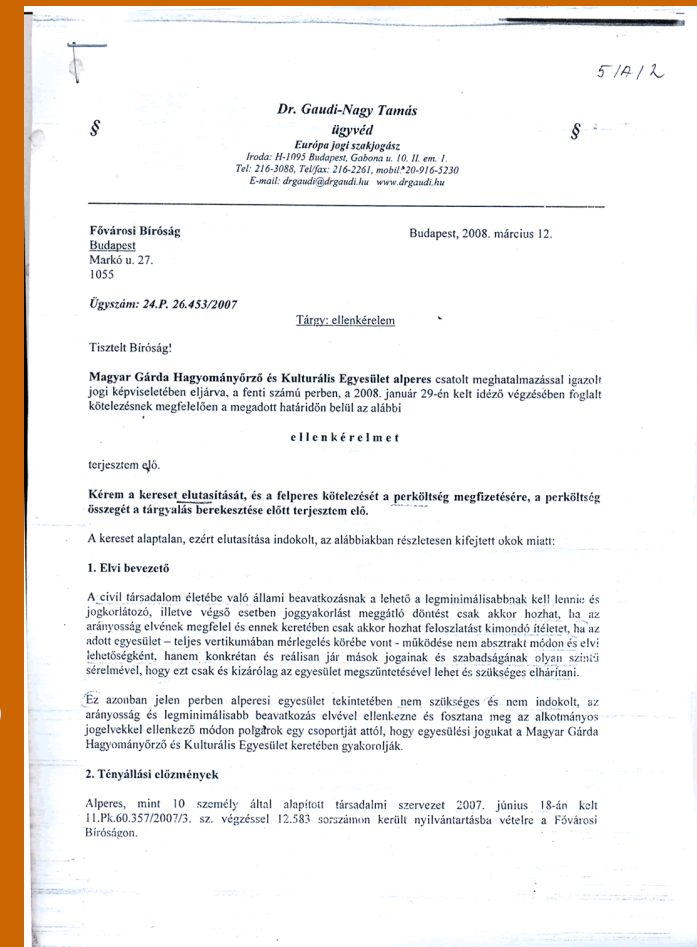 5/A/2
Dr. Gaudi-Nagy Tamás
§ ügyvéd §
Európa jogi szakjogász
Iroda: H-1095 Budapest, Gabona u. 10. II. em. 1.
Tel: 216-3088, Tel/fax: 216-2261, mobil: 20-916-5230
E-mail: drgaudi@drgaudi.hu www.drgaudi.hu
Fővárosi Bíróság
Budapest, 2008. március 12.
Budapest
Markó u. 27.
1055
Ügyszám: 24.P. 26.453/2007
Tárgy: ellenkérelem
Tisztelt Bíróság!
Magyar Gárda Hagyományőrző és Kulturális Egyesület alperes csatolt meghatalmazással igazolt
jogi képviseletében eljárva, a fenti számú perben, a 2008. január 29-én kelt idéző végzésében foglalt
kötelezésnek megfelelően a megadott határidőn belül az alábbi
ellenkérelmet
terjesztem elő.
Kérem a kereset elutasítását, és a felperes kötelezését a perköltség megfizetésére, a perköltség
összegét a tárgyalás berekesztése előtt terjesztem elő.
A kereset alaptalan, ezért elutasítása indokolt, az alábbiakban részletesen kifejtett okok miatt:
1. Elvi bevezető
A civil társadalom életébe való állami beavatkozásnak a lehető a legminimálisabbnak kell lennie és
jogkorlátozó, illetve végső esetben joggyakorlást meggátló döntést csak akkor hozhat, ha az
arányosság elvének megfelel és ennek keretében csak akkor hozhat feloszlatást kimondó ítéletet, ha az
adott egyesület – teljes vertikumában mérlegelés körébe vont - működése nem absztrakt módon és elvi
lehetőségként, hanem konkrétan és reálisan jár mások jogainak és szabadságának olyan szintű
sérelmével, hogy ezt csak és kizárólag az egyesület megszüntetésével lehet és szükséges elhárítani.
Ez azonban jelen perben alperesi egyesület tekintetében nem szükséges és nem indokolt, az
arányosság és legminimálisabb beavatkozás elvével ellenkezne és fosztana meg az alkotmányos
jogelvekkel ellenkező módon polgárok egy csoportját attól, hogy egyesülési jogukat a Magyar Gárda
Hagyományőrző és Kulturális Egyesület keretében gyakorolják.
2. Tényállási előzmények
Alperes, mint 10 személy által alapított társadalmi szervezet 2007. június 18-án kelt
11.Pk.60.357/2007/3. sz. végzéssel 12.583 sorszámon került nyilvántartásba vételre a Fővárosi
Bíróságon.